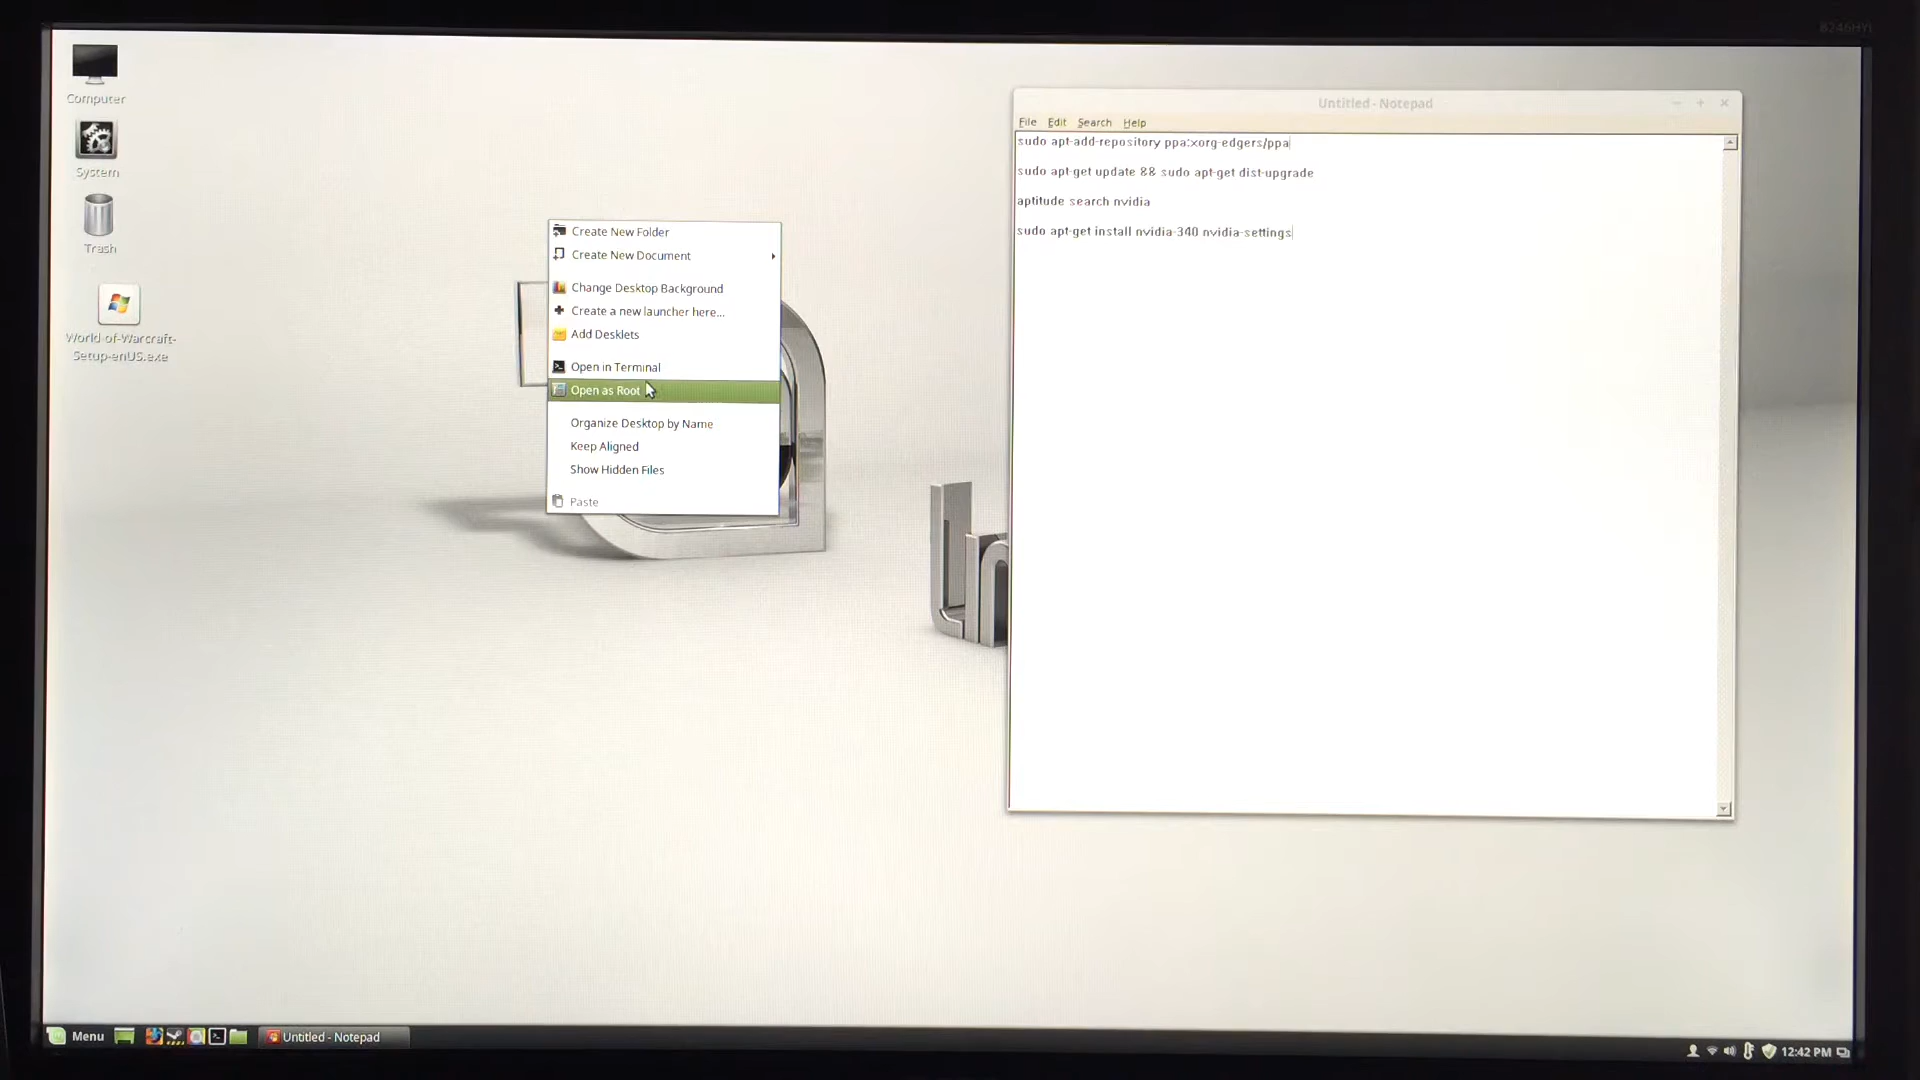 B246HYL
Computer
System
Trash
World-of-Warcraft-
Setup-enUS.exe
Create New Folder
Create New Document
Change Desktop Background
Create a new launcher here...
Add Desklets
Open in Terminal
Open as Root
Organize Desktop by Name
Keep Aligned
Show Hidden Files
Paste
Untitled - Notepad
File Edit Search Help
sudo apt-add-repository ppa:xorg-edgers/ppa
sudo apt-get update && sudo apt-get dist-upgrade
aptitude search nvidia
sudo apt-get install nvidia-340 nvidia-settings
Menu
Untitled - Notepad
12:42 PM